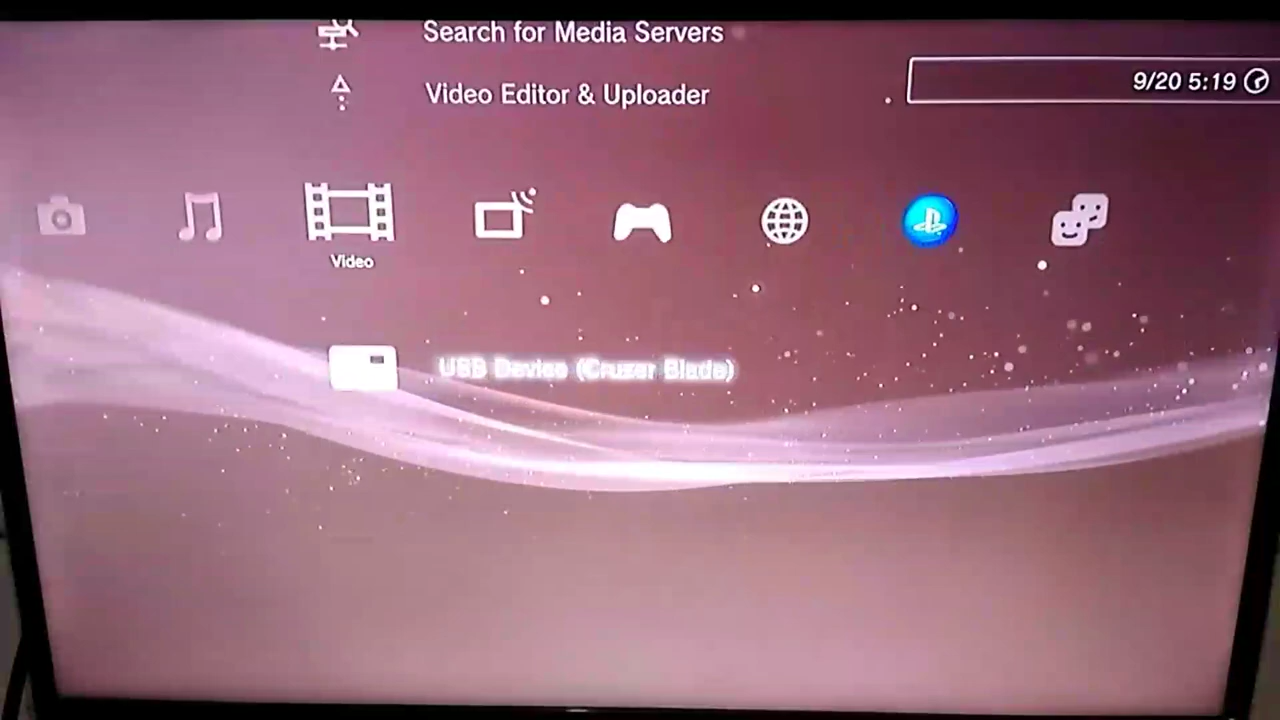 Search for Media Servers
Video Editor & Uploader
9/20 5:19
Video
USB Device (Cruzer Blade)